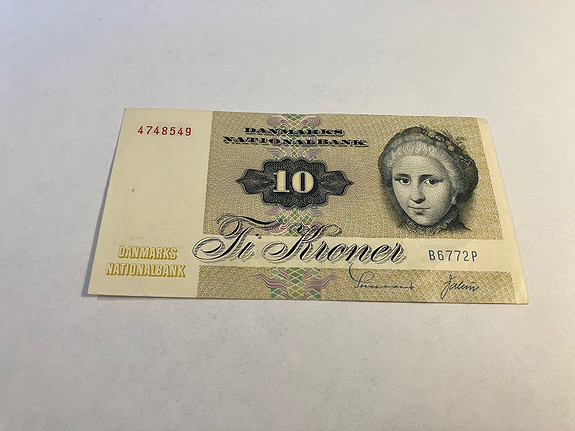 4748549
DANMARKS
NATIONALBANK
10
Ti Kroner
B6772P
DANMARKS
NATIONALBANK